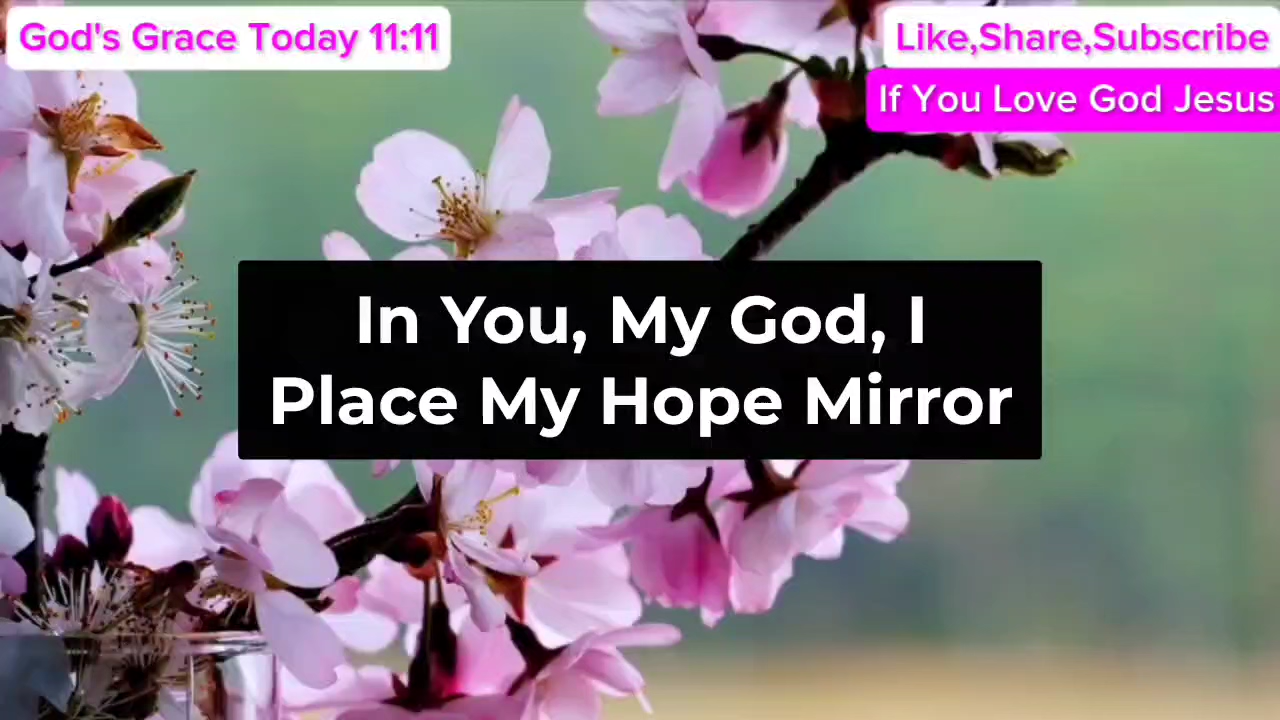 God's Grace Today 11:11
Like,Share,Subscribe
If You Love God Jesus
In You, My God, I
Place My Hope Mirror